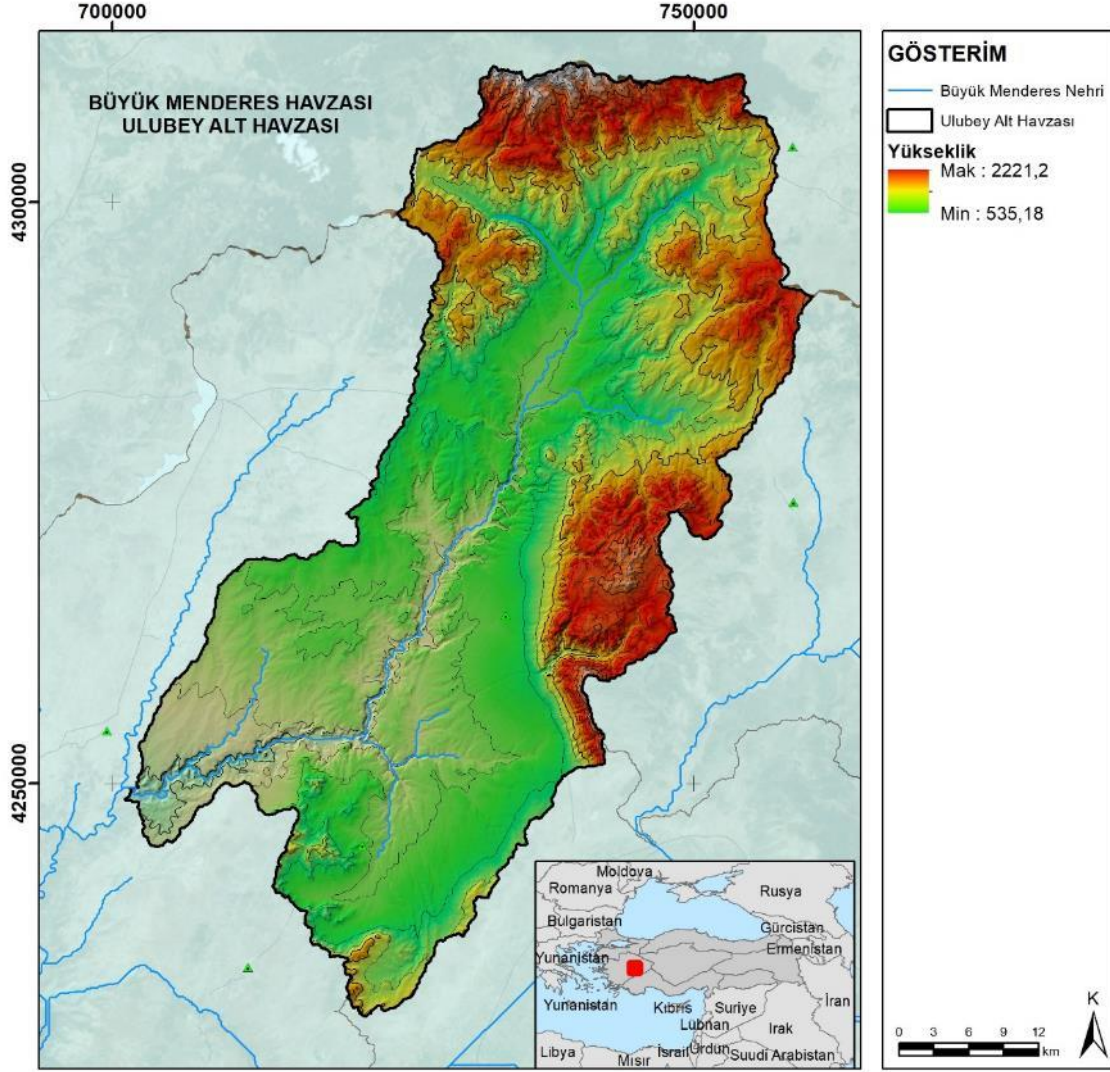 700000
750000
BÜYÜK MENDERES HAVZASI
ULUBEY ALT HAVZASI
4300000
4250000
GÖSTERİM
Büyük Menderes Nehri
Ulubey Alt Havzası
Yükseklik
Mak : 2221,2
Min : 535,18
Moldova
Romanya
Rusya
Bulgaristan
Gürcistan
Ermenistan
Yunanistan
Yunanistan
Kıbrıs
Suriye
İran
Lübnan
Irak
Libya
Mısır
İsrail
Ürdün
Suudi Arabistan
K
0 3 6 9 12
km